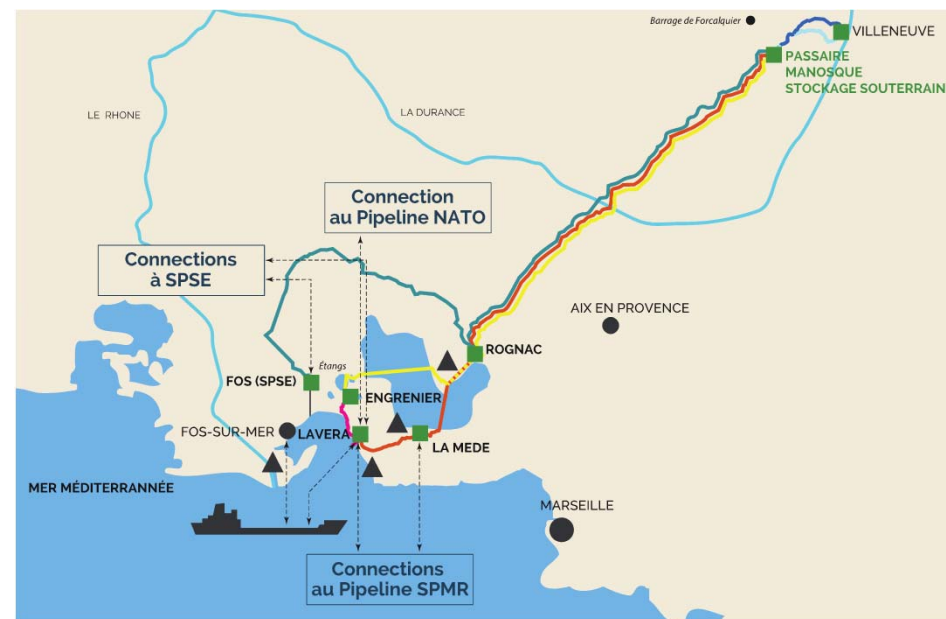 Barrage de Forcalquier
VILLENEUVE
PASSAIRE
MANOSQUE
STOCKAGE SOUTERRAIN
LE RHONE
LA DURANCE
Connection
au Pipeline NATO
Connections
à SPSE
AIX EN PROVENCE
ROGNAC
Étangs
FOS (SPSE)
ENGRENIER
FOS-SUR-MER
LAVERA
LA MEDE
MER MÉDITERRANNÉE
MARSEILLE
Connections
au Pipeline SPMR